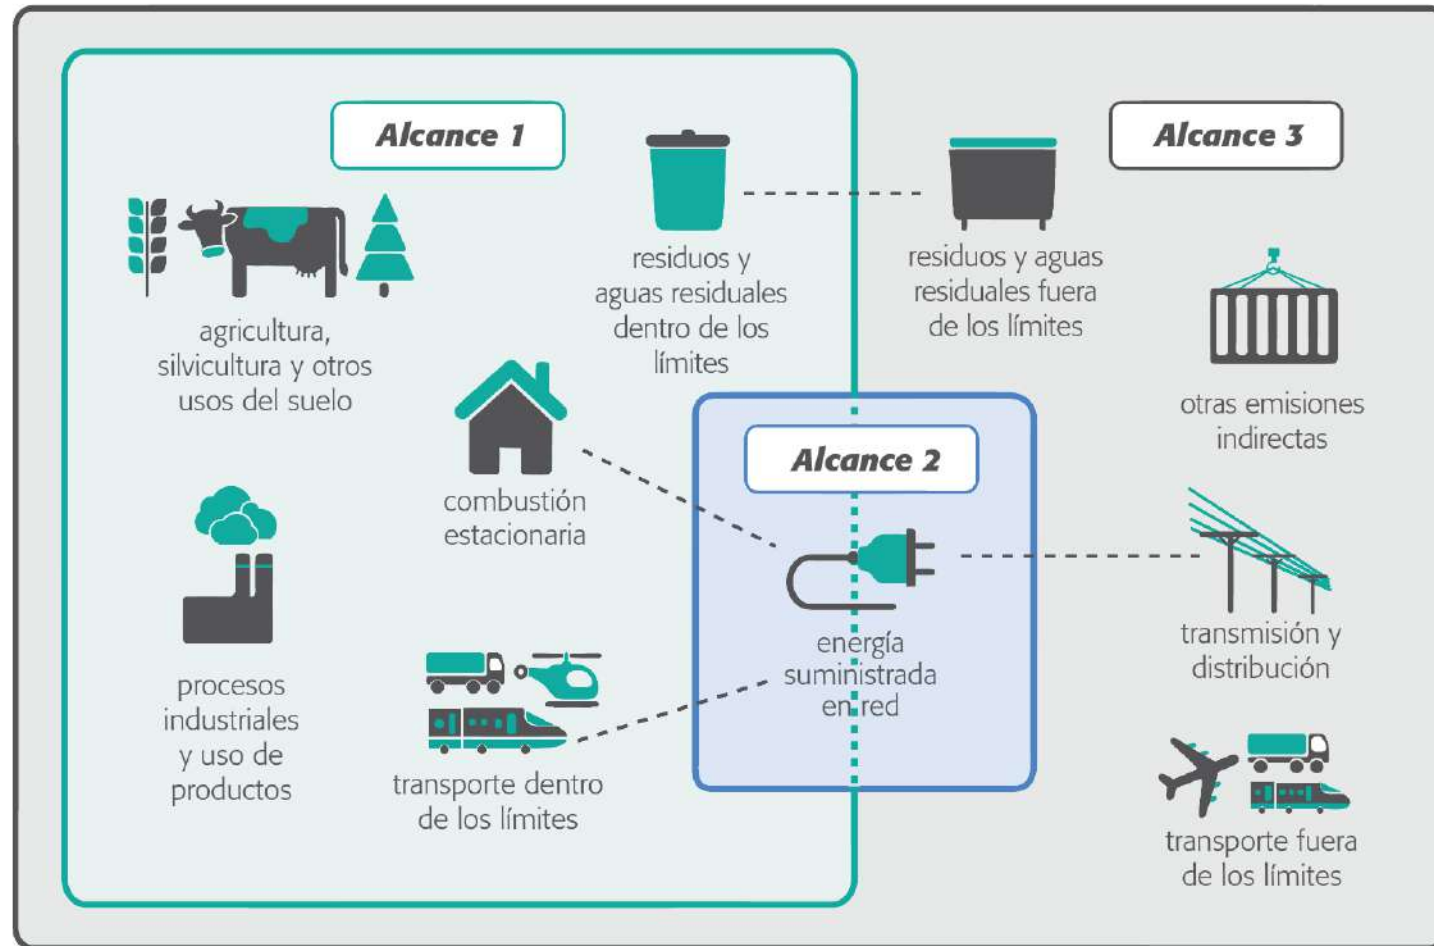 Alcance 1
Alcance 3
residuos y
aguas residuales
dentro de los
límites
residuos y aguas
residuales fuera
de los límites
agricultura,
silvicultura y otros
usos del suelo
otras emisiones
indirectas
Alcance 2
combustión
estacionaria
energía
suministrada
en red
transmisión y
distribución
procesos
industriales
y uso de
productos
transporte dentro
de los límites
transporte fuera
de los límites